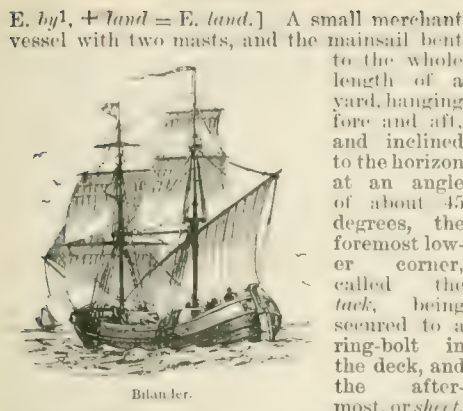 E. by¹, + land = E. land.] A small merchant
vessel with two masts, and the mainsail bent
to the whole
length of a
yard, hanging
fore and aft,
and inclined
to the horizon
at an angle
of about 45
degrees, the
foremost low-
er corner,
called the
tack, being
secured to a
ring-bolt in
the deck, and
the after-
most, or sheet,
Bilander.